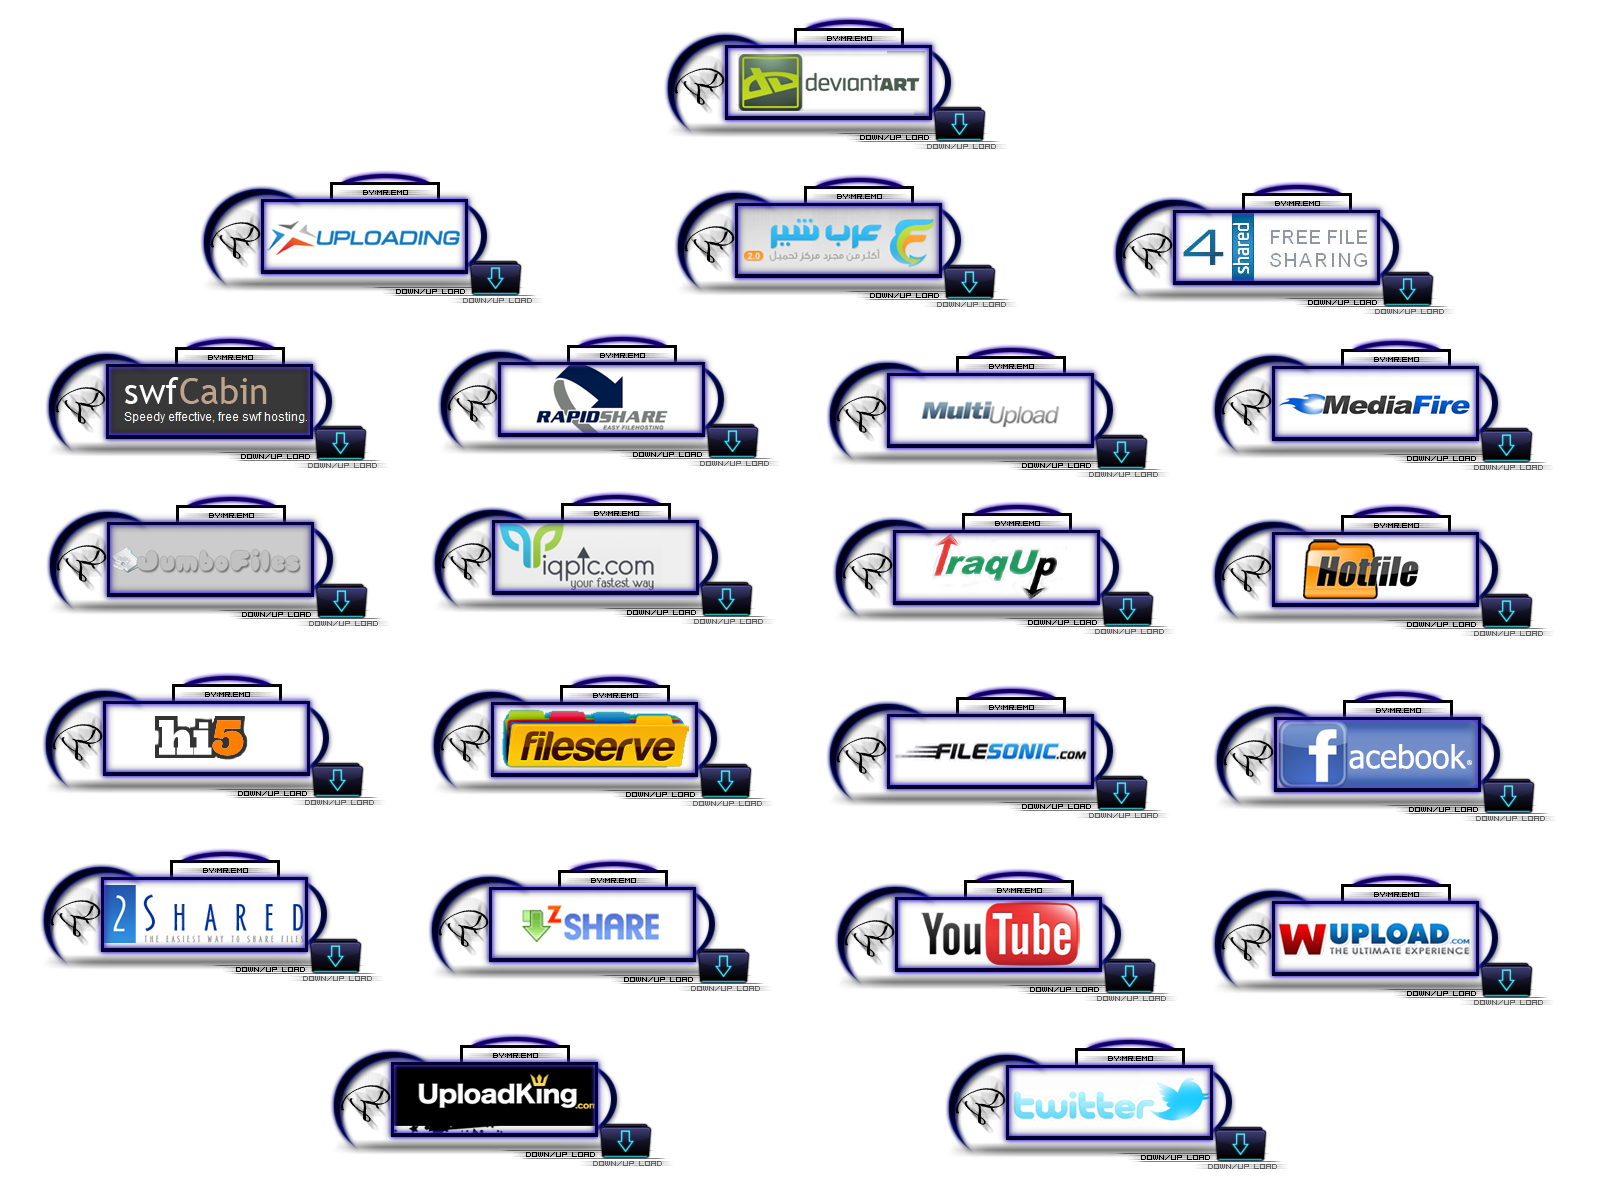 BY:MR.EMO
deviantART
DOWN/UP LOAD
DOWN/UP LOAD
BY:MR.EMO
UPLOADING
DOWN/UP LOAD
DOWN/UP LOAD
BY:MR.EMO
عرب شير
2.0 أكثر من مجرد مركز تحميل
DOWN/UP LOAD
DOWN/UP LOAD
BY:MR.EMO
4shared
FREE FILE
SHARING
DOWN/UP LOAD
DOWN/UP LOAD
BY:MR.EMO
swfCabin
Speedy effective, free swf hosting.
DOWN/UP LOAD
DOWN/UP LOAD
BY:MR.EMO
RAPIDSHARE
EASY FILEHOSTING
DOWN/UP LOAD
DOWN/UP LOAD
BY:MR.EMO
MultiUpload
DOWN/UP LOAD
DOWN/UP LOAD
BY:MR.EMO
MediaFire
DOWN/UP LOAD
DOWN/UP LOAD
BY:MR.EMO
JumboFiles
DOWN/UP LOAD
DOWN/UP LOAD
BY:MR.EMO
iqptc.com
your fastest way
DOWN/UP LOAD
DOWN/UP LOAD
BY:MR.EMO
IraqUp
DOWN/UP LOAD
DOWN/UP LOAD
BY:MR.EMO
Hotfile
DOWN/UP LOAD
DOWN/UP LOAD
BY:MR.EMO
hi5
DOWN/UP LOAD
DOWN/UP LOAD
BY:MR.EMO
fileserve
DOWN/UP LOAD
DOWN/UP LOAD
BY:MR.EMO
FILESONIC.COM
DOWN/UP LOAD
DOWN/UP LOAD
BY:MR.EMO
facebook®
DOWN/UP LOAD
DOWN/UP LOAD
BY:MR.EMO
2SHARED
THE EASIEST WAY TO SHARE FILES
DOWN/UP LOAD
DOWN/UP LOAD
BY:MR.EMO
ZSHARE
DOWN/UP LOAD
DOWN/UP LOAD
BY:MR.EMO
YouTube
DOWN/UP LOAD
DOWN/UP LOAD
BY:MR.EMO
WUPLOAD.COM
THE ULTIMATE EXPERIENCE
DOWN/UP LOAD
DOWN/UP LOAD
BY:MR.EMO
UploadKing.com
DOWN/UP LOAD
DOWN/UP LOAD
BY:MR.EMO
twitter
DOWN/UP LOAD
DOWN/UP LOAD